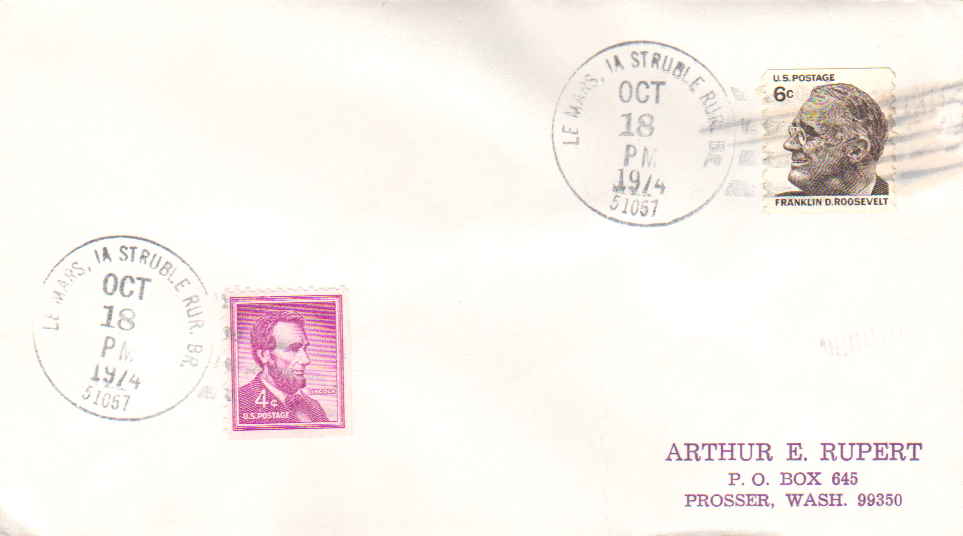 LE MARS, IA STRUBLE RUR. BR.
OCT
18
PM
1974
51057
U.S. POSTAGE
6c
FRANKLIN D. ROOSEVELT
LE MARS, IA STRUBLE RUR. BR.
OCT
18
PM
1974
51057
LINCOLN
4c
U.S. POSTAGE
ARTHUR E. RUPERT
P. O. BOX 645
PROSSER, WASH. 99350